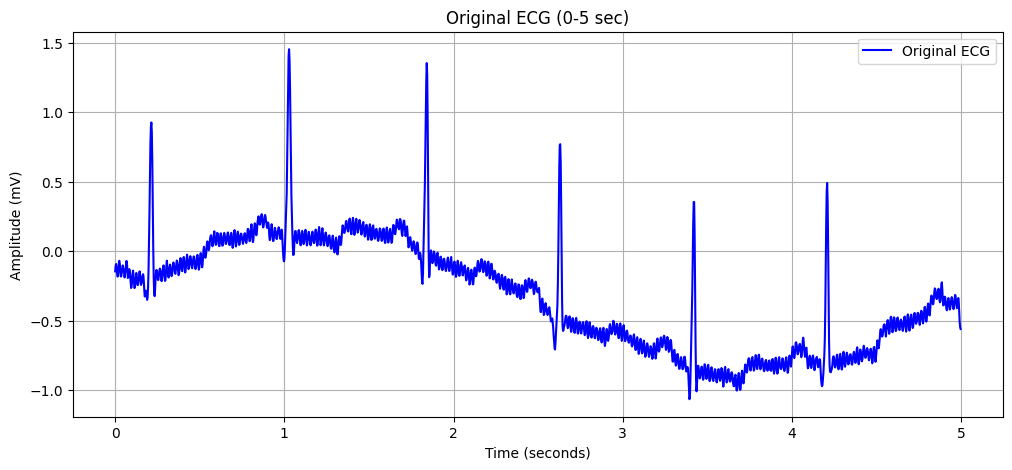 Original ECG (0-5 sec)
Original ECG
Amplitude (mV)
1.5
1.0
0.5
0.0
−0.5
−1.0
0 1 2 3 4 5
Time (seconds)